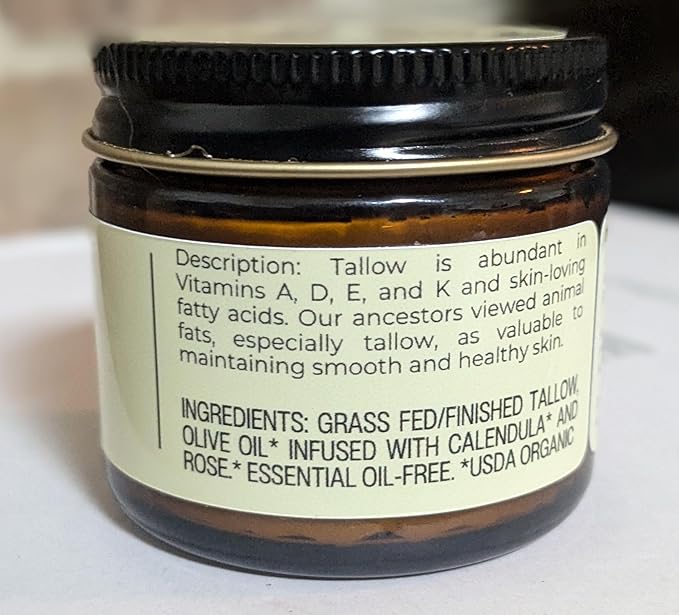 Description: Tallow is abundant in
Vitamins A, D, E, and K and skin-loving
fatty acids. Our ancestors viewed animal
fats, especially tallow, as valuable to
maintaining smooth and healthy skin.
INGREDIENTS: GRASS FED/FINISHED TALLOW,
OLIVE OIL* INFUSED WITH CALENDULA* AND
ROSE.* ESSENTIAL OIL-FREE. *USDA ORGANIC